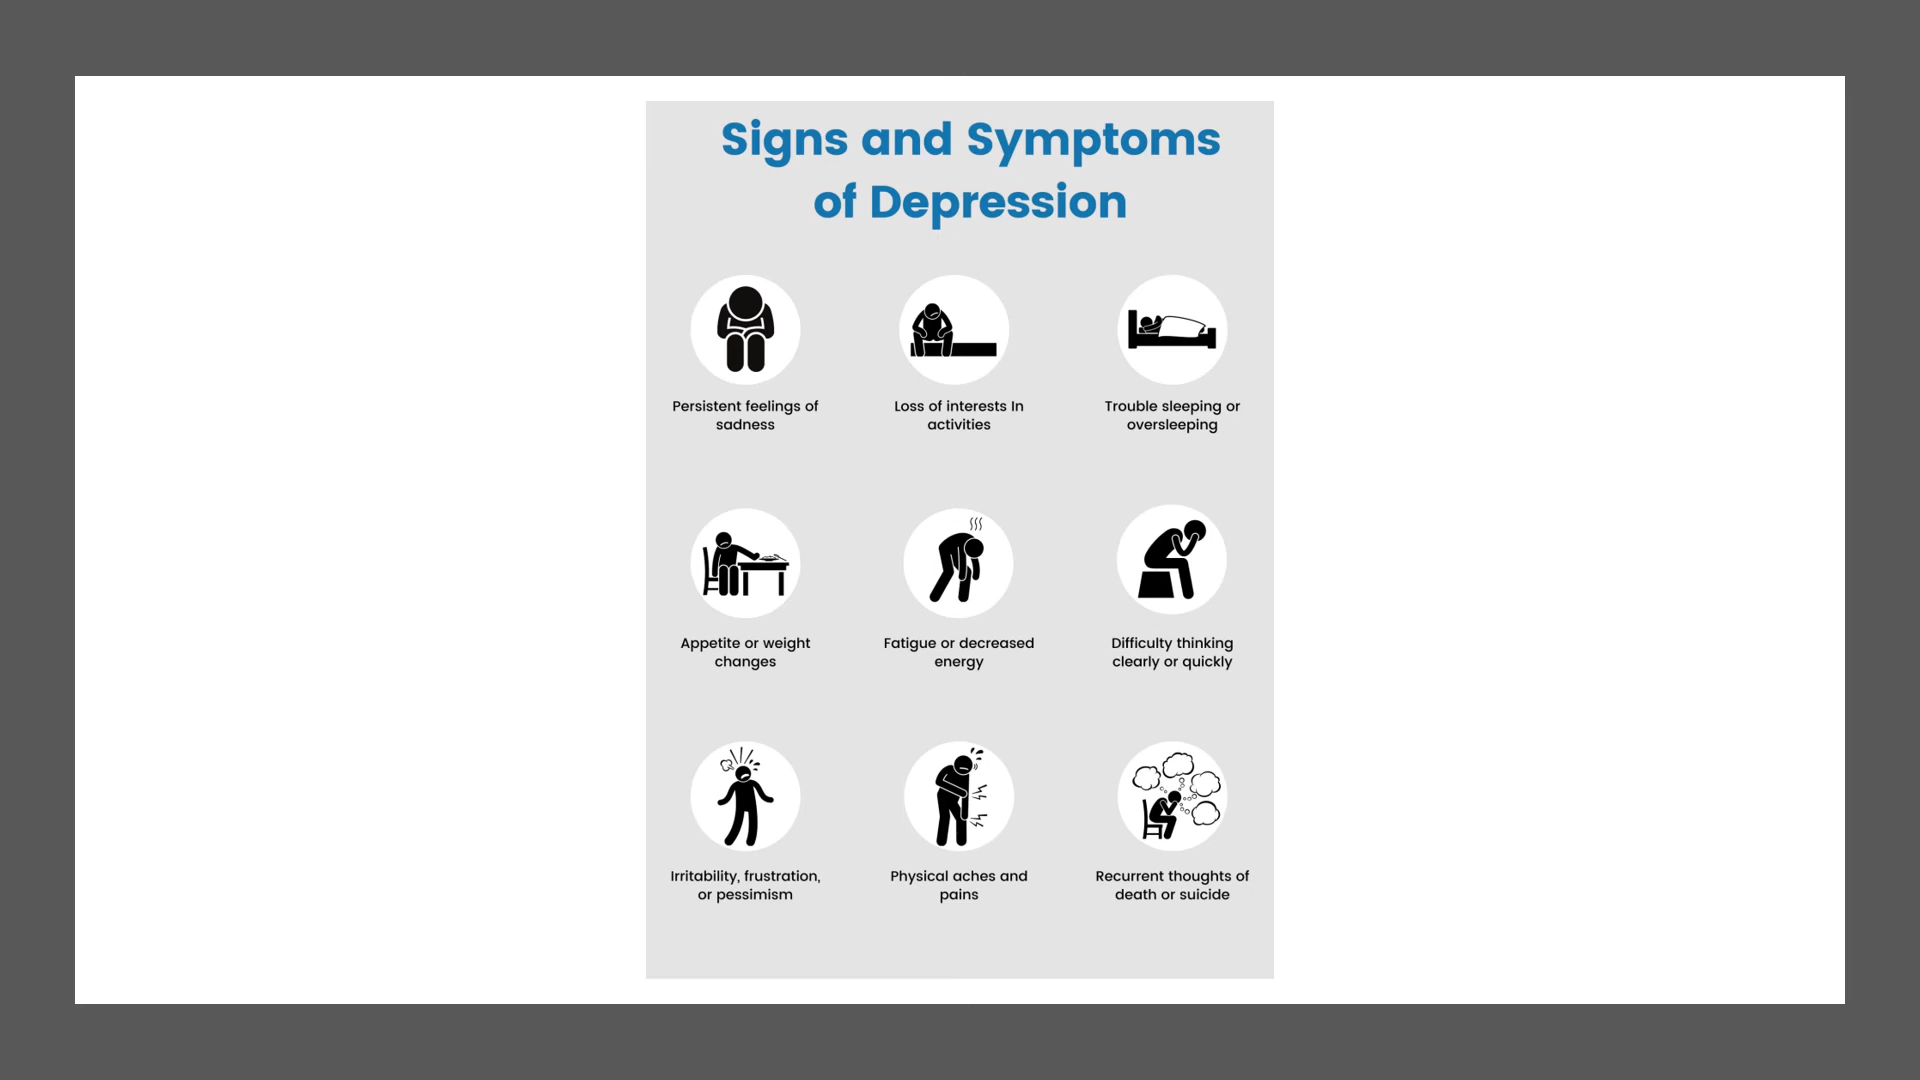 Signs and Symptoms
of Depression
Persistent feelings of
sadness
Loss of interests In
activities
Trouble sleeping or
oversleeping
Appetite or weight
changes
Fatigue or decreased
energy
Difficulty thinking
clearly or quickly
Irritability, frustration,
or pessimism
Physical aches and
pains
Recurrent thoughts of
death or suicide